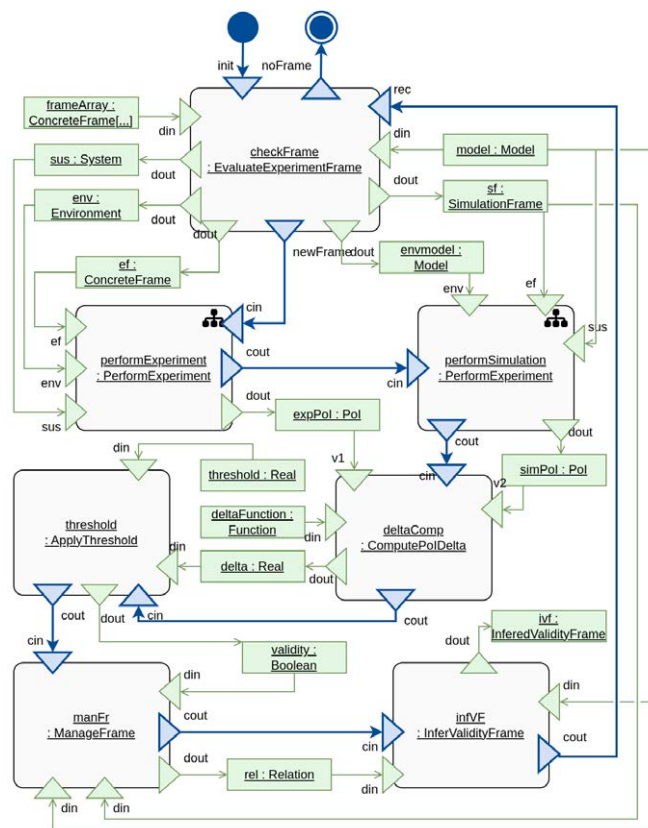 init
noFrame
rec
frameArray :
ConcreteFrame[...]
din
din
checkFrame
: EvaluateExperimentFrame
model : Model
sus : System
dout
dout
sf :
SimulationFrame
env :
Environment
dout
dout
newFrame
dout
envmodel :
Model
ef :
ConcreteFrame
env
ef
cin
sus
ef
performExperiment
: PerformExperiment
cout
performSimulation
: PerformExperiment
env
cin
dout
sus
expPoI : PoI
cout
dout
din
v1
cin
simPoI : PoI
threshold : Real
v2
threshold
: ApplyThreshold
deltaFunction :
Function
din
deltaComp
: ComputePoIDelta
din
delta : Real
dout
cout
dout
cin
cout
ivf :
InferedValidityFrame
cin
validity :
Boolean
dout
din
din
manFr
: ManageFrame
cout
infVF
: InferValidityFrame
cin
cout
dout
rel : Relation
din
din
din